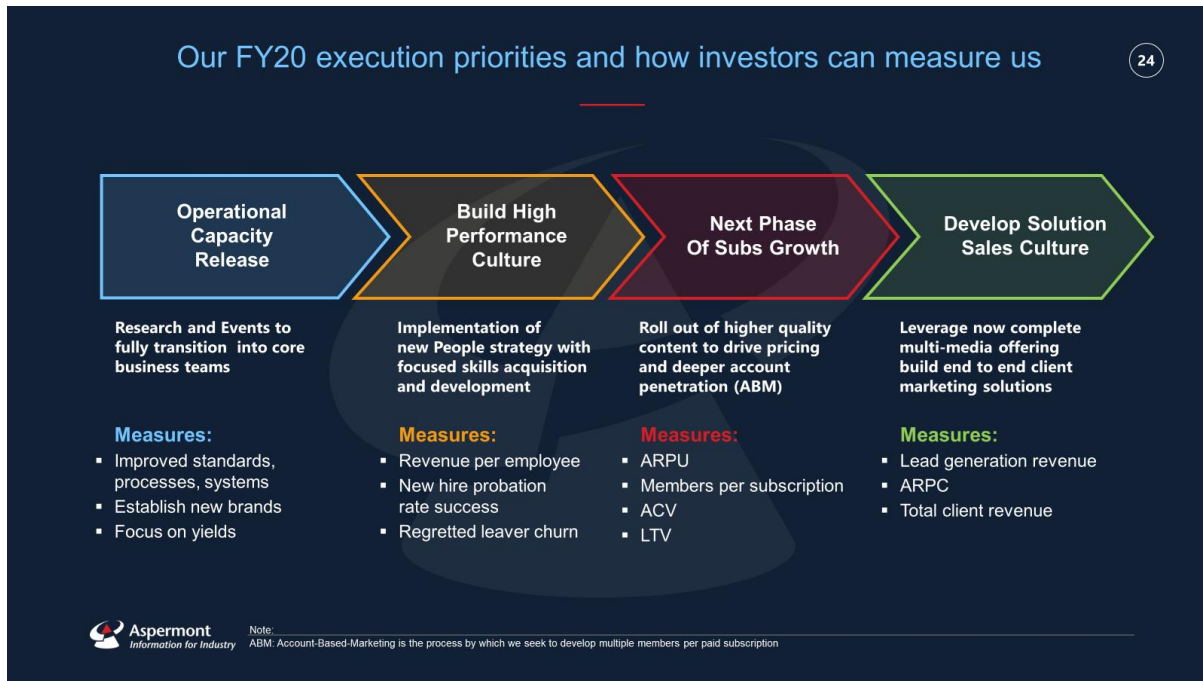 Our FY20 execution priorities and how investors can measure us
24
Operational
Capacity
Release
Build High
Performance
Culture
Next Phase
Of Subs Growth
Develop Solution
Sales Culture
Research and Events to
fully transition into core
business teams
Implementation of
new People strategy with
focused skills acquisition
and development
Roll out of higher quality
content to drive pricing
and deeper account
penetration (ABM)
Leverage now complete
multi-media offering
build end to end client
marketing solutions
Measures:
▪ Improved standards,
processes, systems
▪ Establish new brands
▪ Focus on yields
Measures:
▪ Revenue per employee
▪ New hire probation
rate success
▪ Regretted leaver churn
Measures:
▪ ARPU
▪ Members per subscription
▪ ACV
▪ LTV
Measures:
▪ Lead generation revenue
▪ ARPC
▪ Total client revenue
Aspermont
Information for Industry
Note:
ABM: Account-Based-Marketing is the process by which we seek to develop multiple members per paid subscription